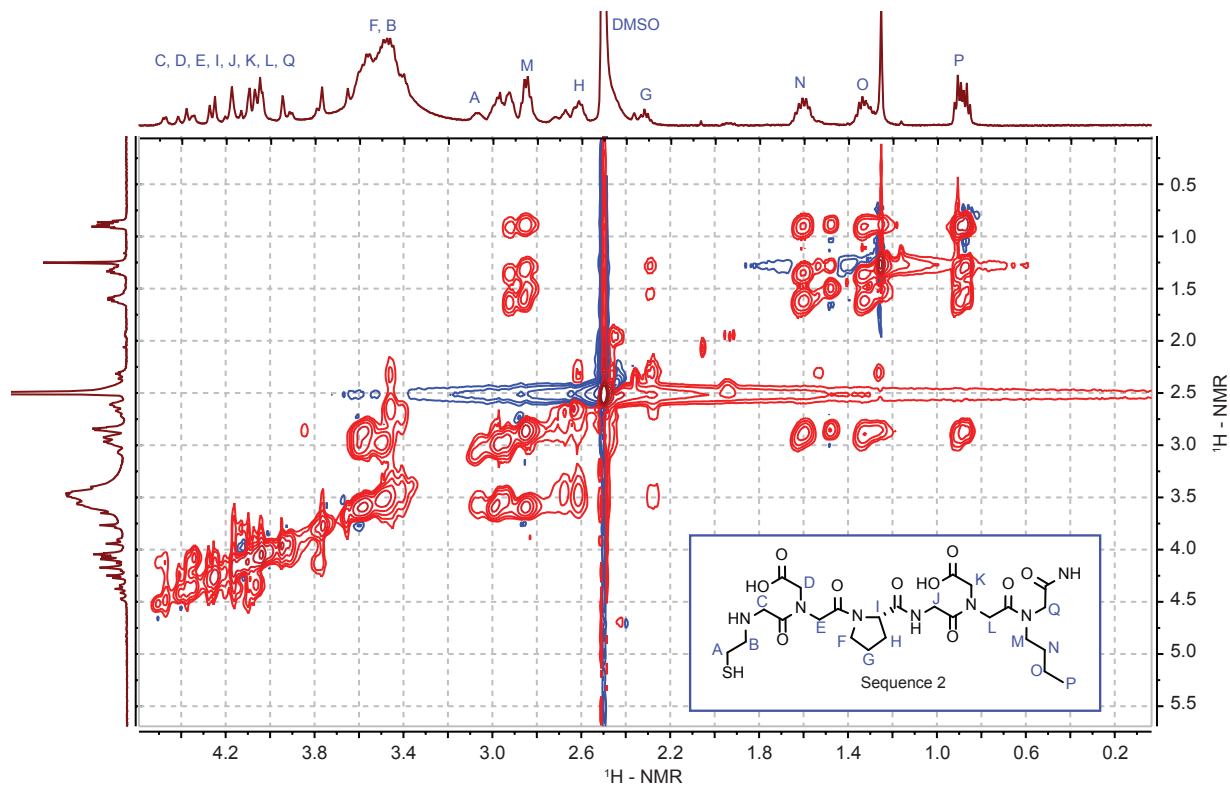 C, D, E, I, J, K, L, Q
F, B
A
M
H
DMSO
G
N
O
P
0.5
1.0
1.5
2.0
2.5
3.0
3.5
4.0
4.5
5.0
5.5
¹H - NMR
4.2
3.8
3.4
3.0
2.6
2.2
1.8
1.4
1.0
0.6
0.2
¹H - NMR
O
HO
D
C
HN
O
N
E
O
N
I
O
N
H
J
F
G
H
O
HO
K
O
N
L
O
N
O
NH
Q
A
B
SH
M
N
O
P
Sequence 2